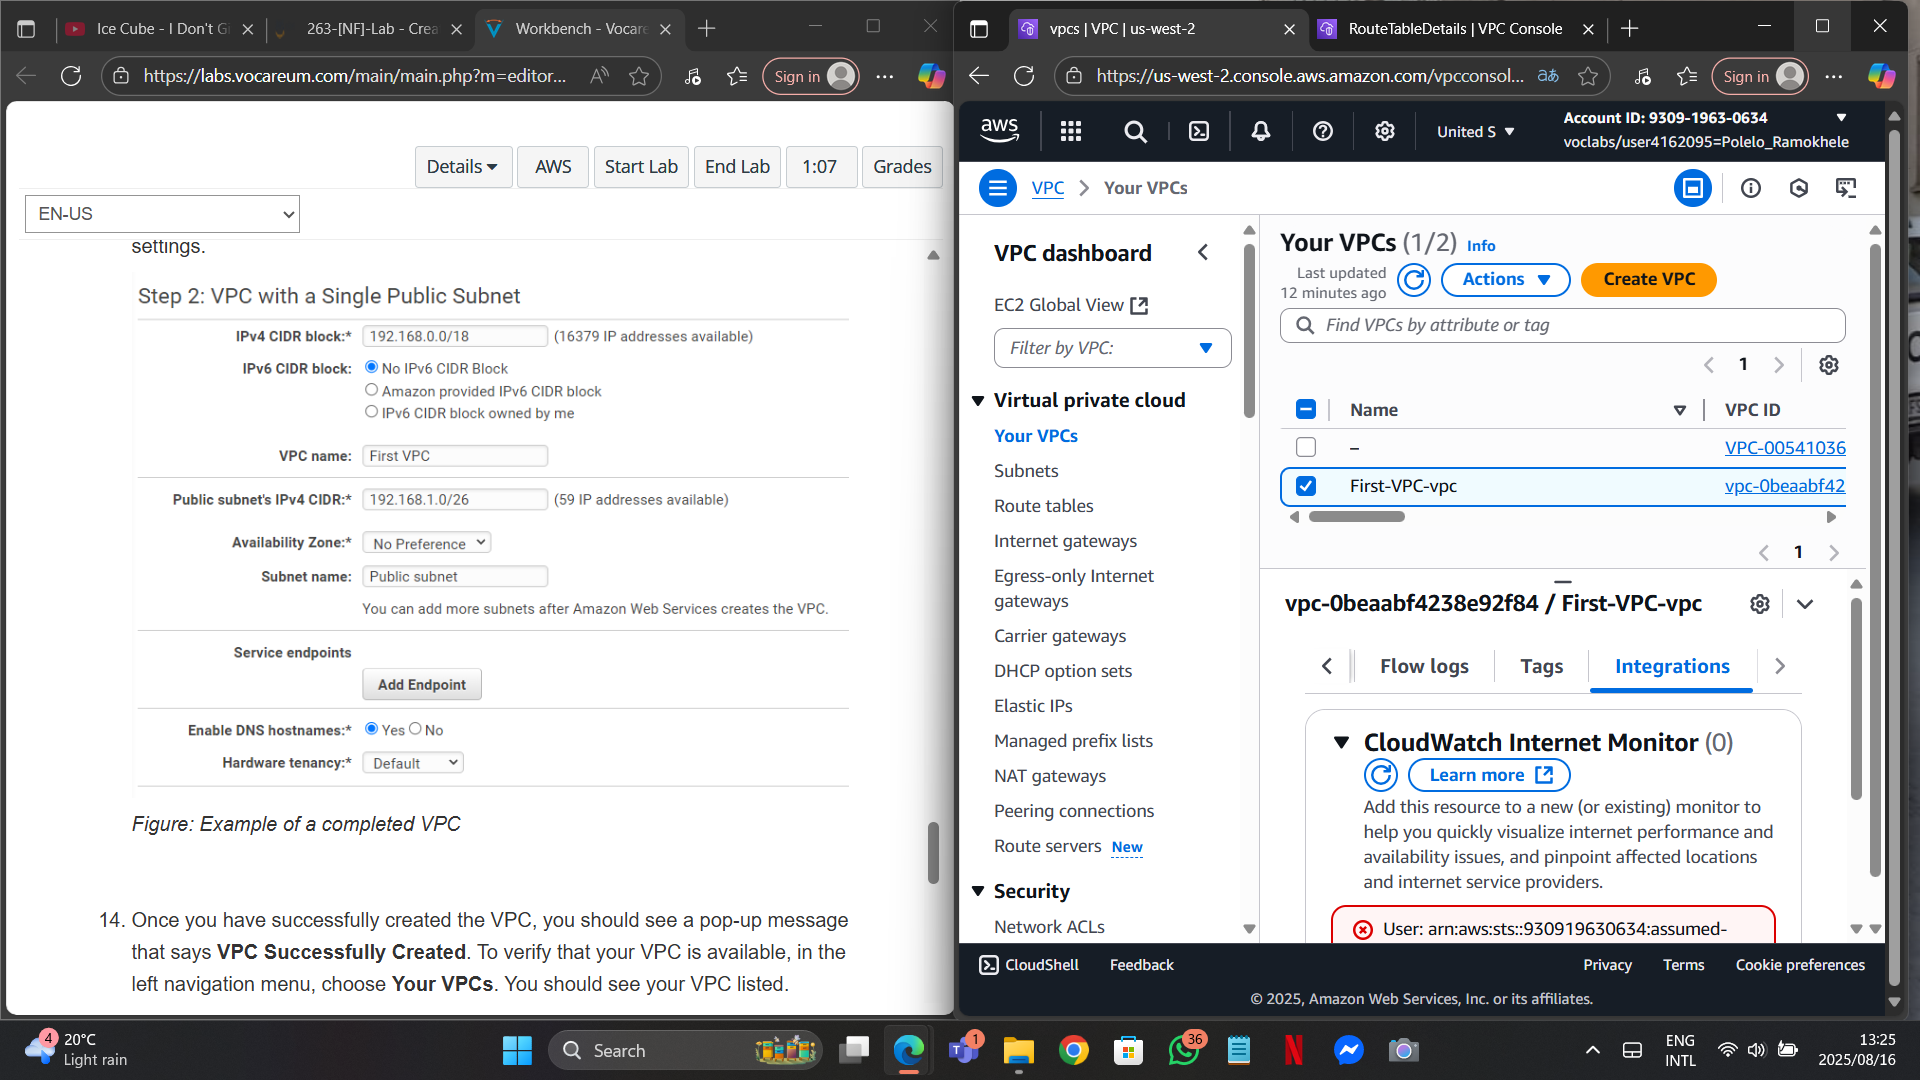 Ice Cube - I Don't Gi
263-[NF]-Lab - Crea
Workbench - Vocare
https://labs.vocareum.com/main/main.php?m=editor...
Sign in
Details
AWS
Start Lab
End Lab
1:07
Grades
EN-US
settings.
Step 2: VPC with a Single Public Subnet
IPv4 CIDR block:* 192.168.0.0/18 (16379 IP addresses available)
IPv6 CIDR block: No IPv6 CIDR Block
Amazon provided IPv6 CIDR block
IPv6 CIDR block owned by me
VPC name: First VPC
Public subnet's IPv4 CIDR:* 192.168.1.0/26 (59 IP addresses available)
Availability Zone:* No Preference
Subnet name: Public subnet
You can add more subnets after Amazon Web Services creates the VPC.
Service endpoints
Add Endpoint
Enable DNS hostnames:* Yes No
Hardware tenancy:* Default
Figure: Example of a completed VPC
14. Once you have successfully created the VPC, you should see a pop-up message
that says VPC Successfully Created. To verify that your VPC is available, in the
left navigation menu, choose Your VPCs. You should see your VPC listed.
vpcs | VPC | us-west-2
RouteTableDetails | VPC Console
https://us-west-2.console.aws.amazon.com/vpcconsol...
Sign in
aws
United S
Account ID: 9309-1963-0634
voclabs/user4162095=Polelo_Ramokhele
VPC > Your VPCs
VPC dashboard
EC2 Global View
Filter by VPC:
Virtual private cloud
Your VPCs
Subnets
Route tables
Internet gateways
Egress-only Internet
gateways
Carrier gateways
DHCP option sets
Elastic IPs
Managed prefix lists
NAT gateways
Peering connections
Route servers New
Security
Network ACLs
Your VPCs (1/2) Info
Last updated
12 minutes ago
Actions
Create VPC
Find VPCs by attribute or tag
1
Name
VPC ID
– VPC-00541036
First-VPC-vpc vpc-0beaabf42
1
vpc-0beaabf4238e92f84 / First-VPC-vpc
Flow logs
Tags
Integrations
CloudWatch Internet Monitor (0)
Learn more
Add this resource to a new (or existing) monitor to
help you quickly visualize internet performance and
availability issues, and pinpoint affected locations
and internet service providers.
User: arn:aws:sts::930919630634:assumed-
CloudShell
Feedback
Privacy
Terms
Cookie preferences
© 2025, Amazon Web Services, Inc. or its affiliates.
4
20°C
Light rain
Search
1
36
ENG
INTL
13:25
2025/08/16